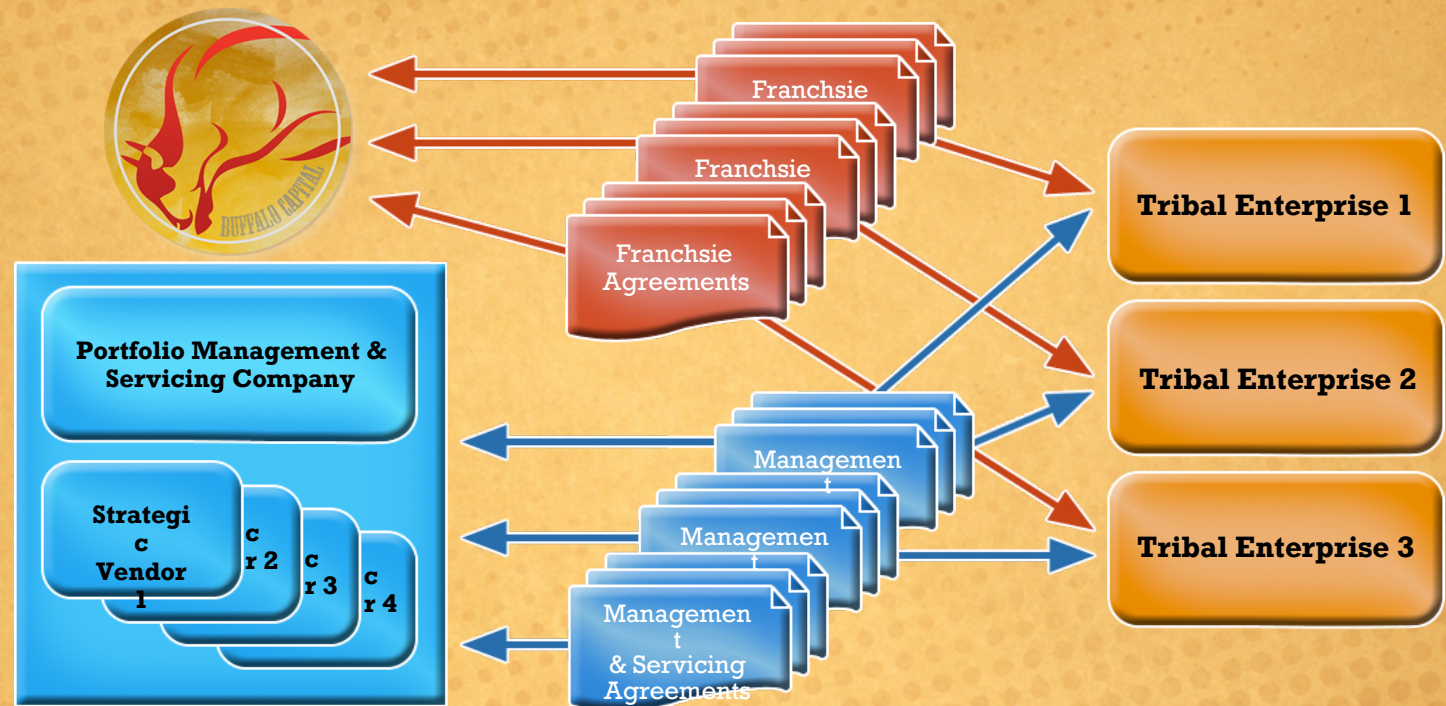 BUFFALO CAPITAL
Franchsie
Franchsie
Franchsie
Agreements
Tribal Enterprise 1
Tribal Enterprise 2
Tribal Enterprise 3
Portfolio Management &
Servicing Company
Strategi
c
Vendor
1
c
r 2
c
r 3
c
r 4
Managemen
t
Managemen
t
Managemen
t
& Servicing
Agreements